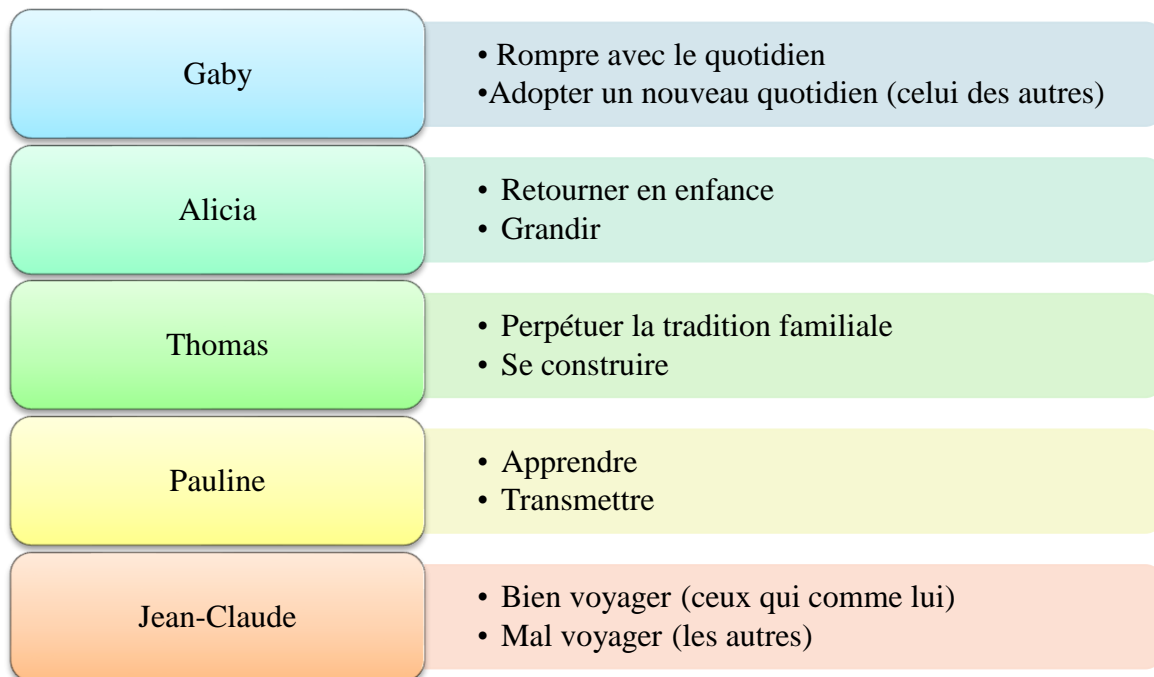 Gaby
• Rompre avec le quotidien
•Adopter un nouveau quotidien (celui des autres)
Alicia
• Retourner en enfance
• Grandir
Thomas
• Perpétuer la tradition familiale
• Se construire
Pauline
• Apprendre
• Transmettre
Jean-Claude
• Bien voyager (ceux qui comme lui)
• Mal voyager (les autres)